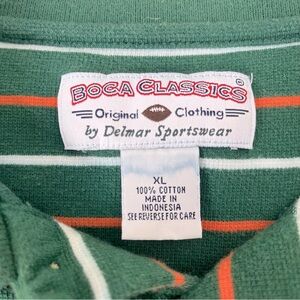 BOCA CLASSICS ®
Original Clothing
by Delmar Sportswear
XL
100% COTTON
MADE IN
INDONESIA
SEE REVERSE FOR CARE